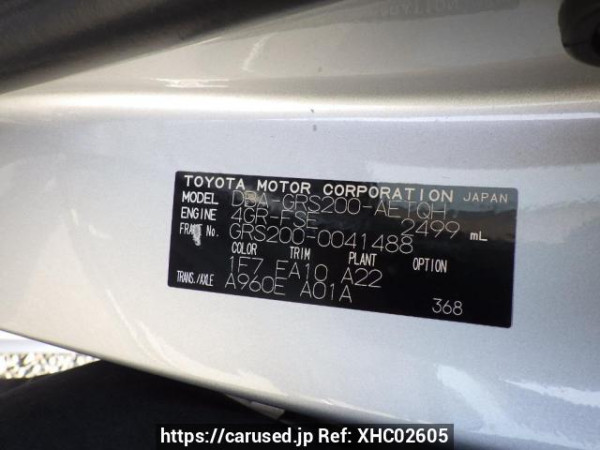 TOYOTA MOTOR CORPORATION JAPAN
MODEL DBA-GRS200-AETQH
ENGINE 4GR-FSE 2499 mL
FRAME No. GRS200-0041488
COLOR TRIM PLANT OPTION
1F7 FA10 A22
TRANS./AXLE A960E A01A
368
https://carused.jp Ref: XHC02605